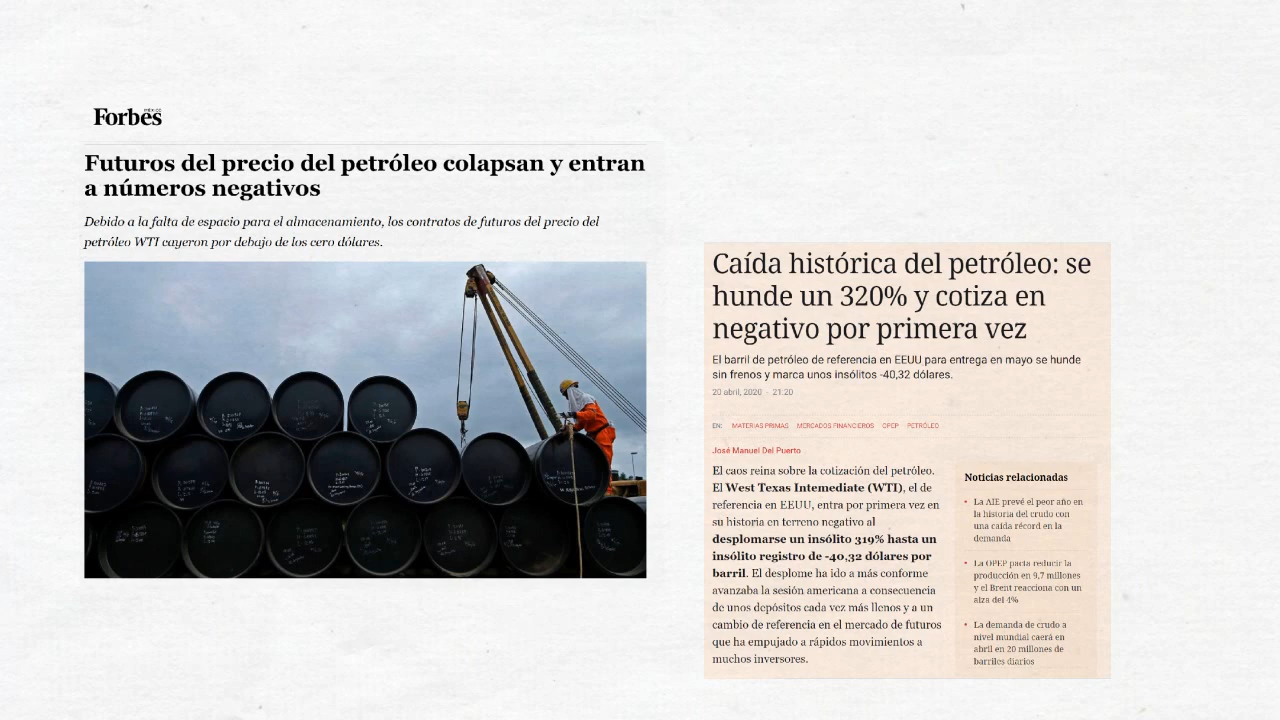 Forbes
MÉXICO
Futuros del precio del petróleo colapsan y entran
a números negativos
Debido a la falta de espacio para el almacenamiento, los contratos de futuros del precio del
petróleo WTI cayeron por debajo de los cero dólares.
Caída histórica del petróleo: se
hunde un 320% y cotiza en
negativo por primera vez
El barril de petróleo de referencia en EEUU para entrega en mayo se hunde
sin frenos y marca unos insólitos -40,32 dólares.
20 abril, 2020 - 21:20
EN: MATERIAS PRIMAS MERCADOS FINANCIEROS OPEP PETRÓLEO
José Manuel Del Puerto
El caos reina sobre la cotización del petróleo.
El West Texas Intemediate (WTI), el de
referencia en EEUU, entra por primera vez en
su historia en terreno negativo al
desplomarse un insólito 319% hasta un
insólito registro de -40,32 dólares por
barril. El desplome ha ido a más conforme
avanzaba la sesión americana a consecuencia
de unos depósitos cada vez más llenos y a un
cambio de referencia en el mercado de futuros
que ha empujado a rápidos movimientos a
muchos inversores.
Noticias relacionadas
La AIE prevé el peor año en
la historia del crudo con
una caída récord en la
demanda
La OPEP pacta reducir la
producción en 9,7 millones
y el Brent reacciona con un
alza del 4%
La demanda de crudo a
nivel mundial caerá en
abril en 20 millones de
barriles diarios